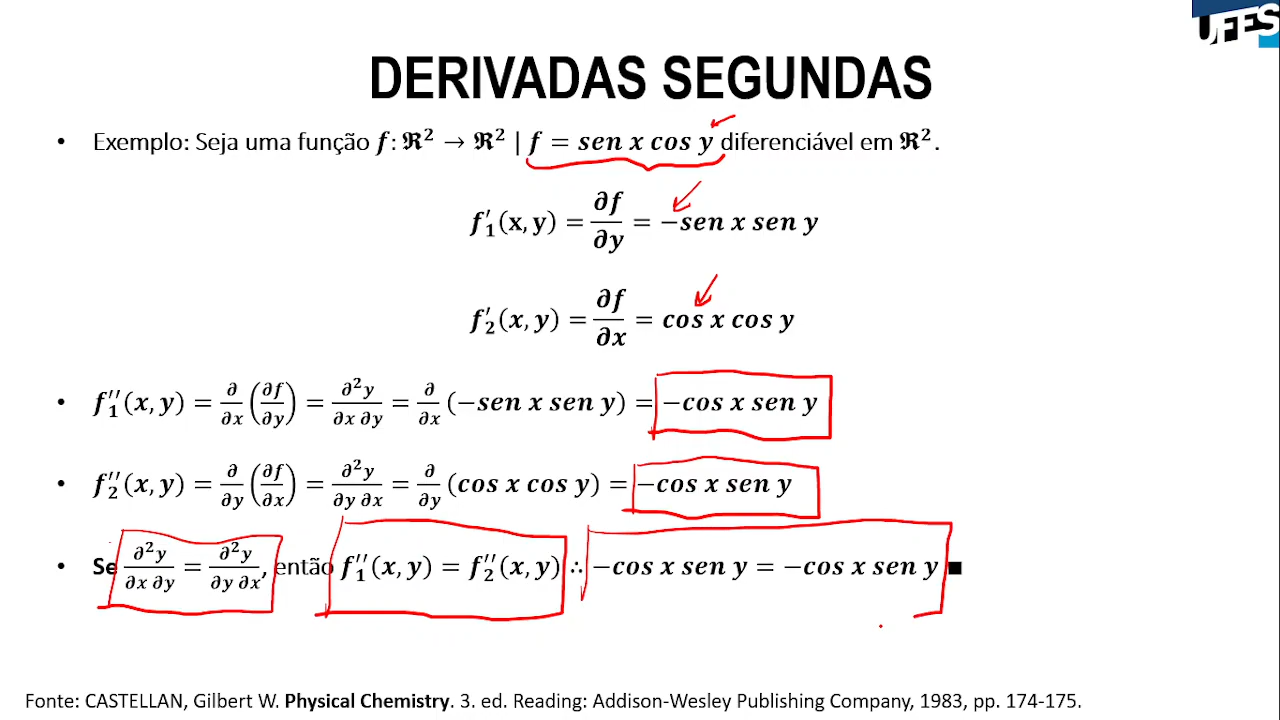 UFES
DERIVADAS SEGUNDAS
• Exemplo: Seja uma função f: ℜ² → ℜ² | f = sen x cos y diferenciável em ℜ².
f′₁(x, y) = ∂f/∂y = −sen x sen y
f′₂(x, y) = ∂f/∂x = cos x cos y
• f′′₁(x, y) = ∂/∂x (∂f/∂y) = ∂²y/∂x ∂y = ∂/∂x (−sen x sen y) = −cos x sen y
• f′′₂(x, y) = ∂/∂y (∂f/∂x) = ∂²y/∂y ∂x = ∂/∂y (cos x cos y) = −cos x sen y
• Se ∂²y/∂x ∂y = ∂²y/∂y ∂x, então f′′₁(x, y) = f′′₂(x, y) ∴ −cos x sen y = −cos x sen y ■
Fonte: CASTELLAN, Gilbert W. Physical Chemistry. 3. ed. Reading: Addison-Wesley Publishing Company, 1983, pp. 174-175.